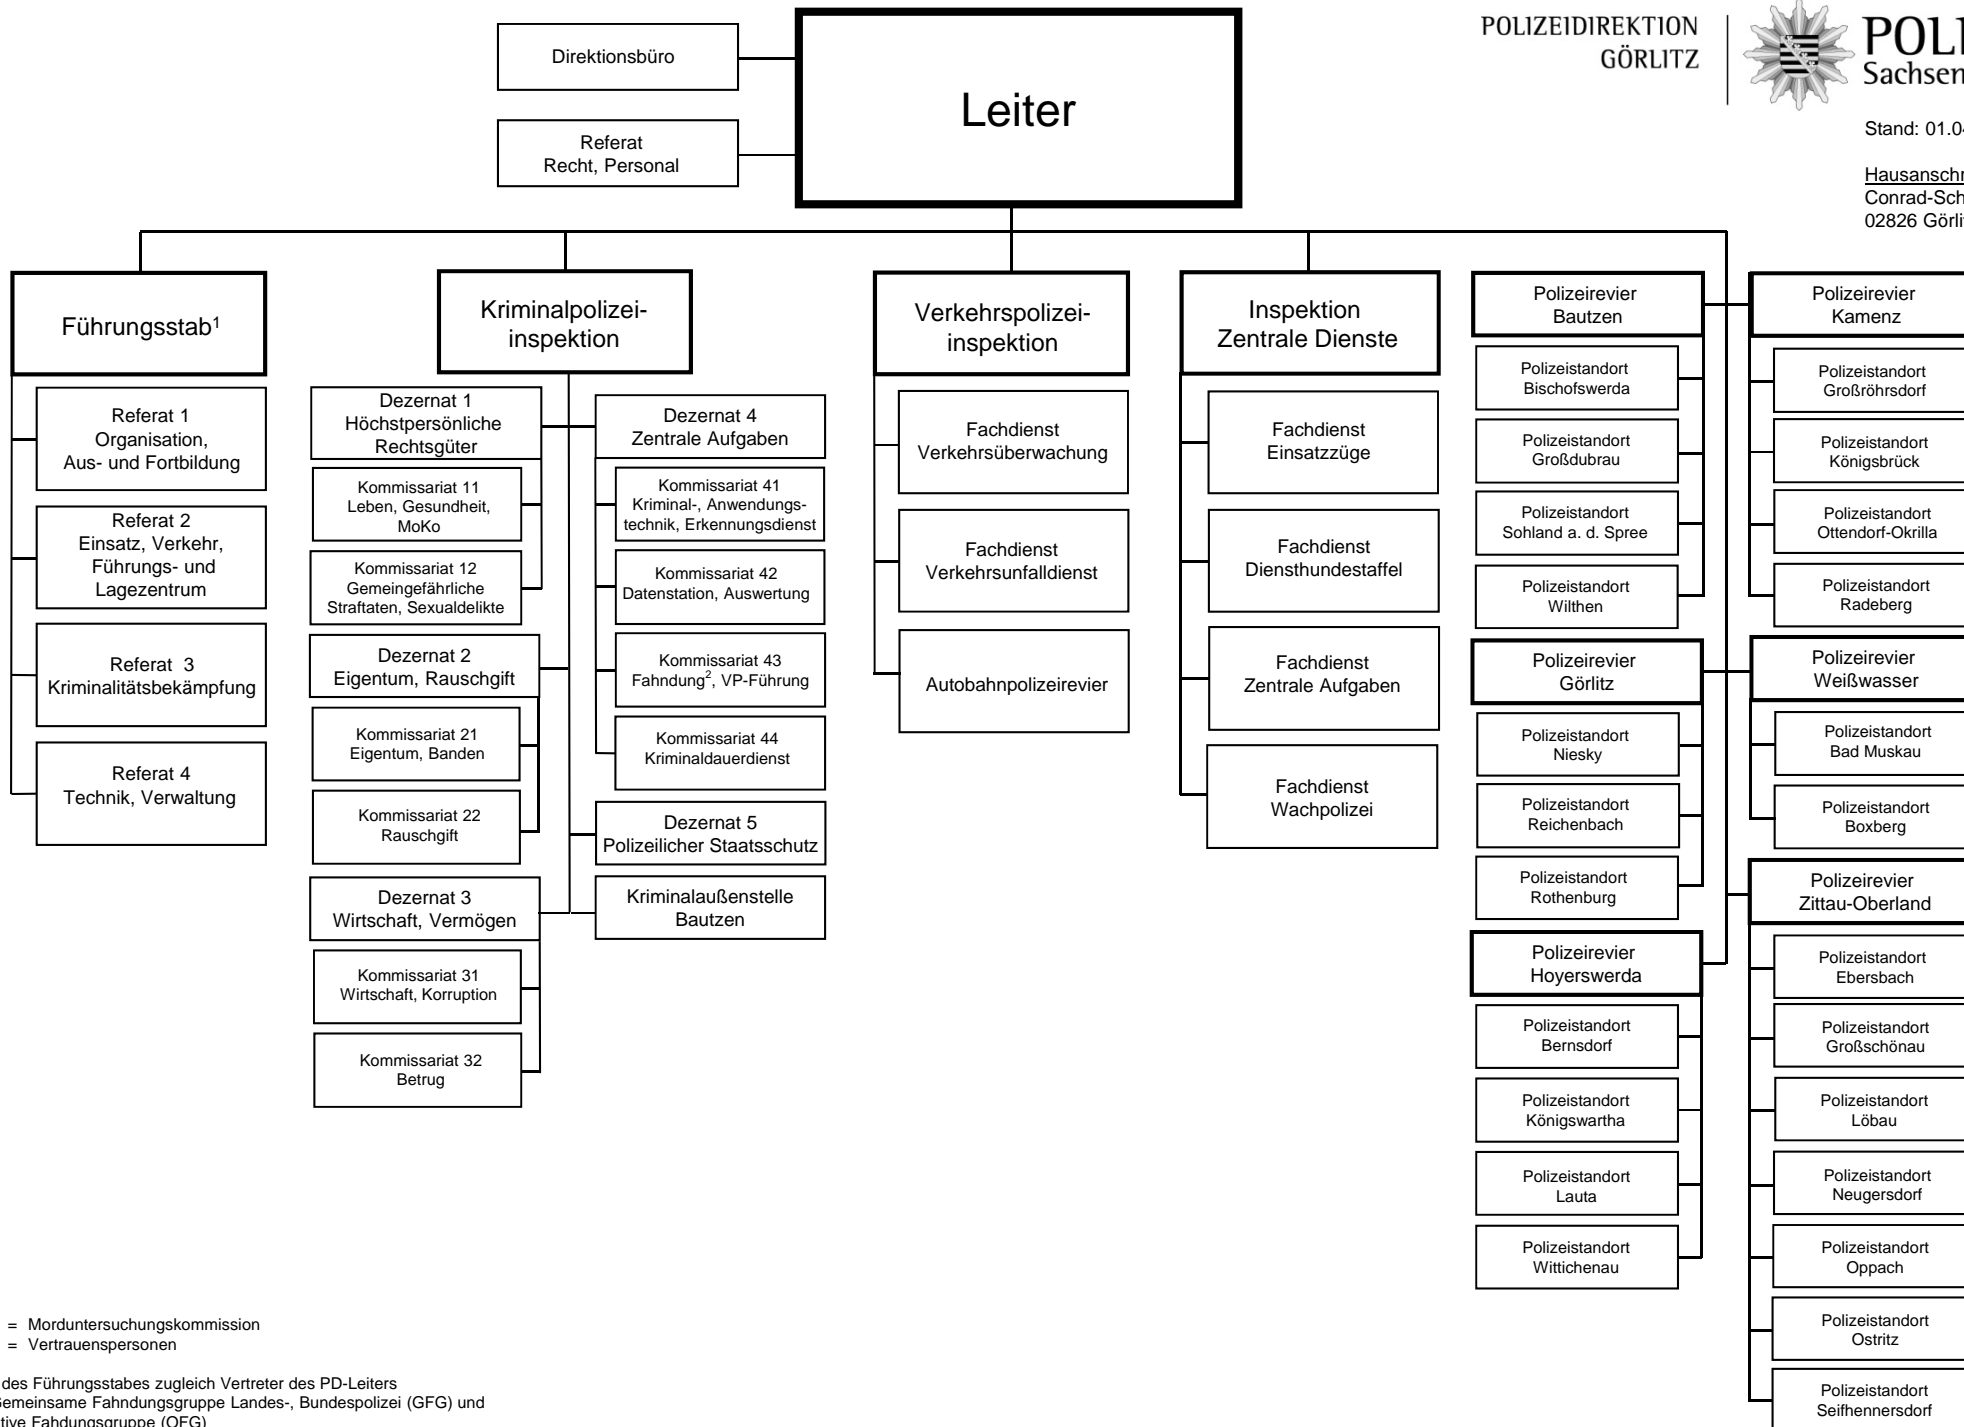 POLIZEIDIREKTION
GÖRLITZ
Sachsen
Stand:
02826
Direktionsbüro
Referat
Recht, Personal
Leiter
Führungsstab¹
Referat 1
Organisation,
Aus- und Fortbildung
Referat 2
Einsatz, Verkehr,
Führungs- und
Lagezentrum
Referat 3
Kriminalitätsbekämpfung
Referat 4
Technik, Verwaltung
Kriminalpolizei-
inspektion
Dezernat 1
Höchstpersönliche
Rechtsgüter
Kommissariat 11
Leben, Gesundheit,
MoKo
Kommissariat 12
Gemeingefährliche
Straftaten, Sexualdelikte
Dezernat 2
Eigentum, Rauschgift
Kommissariat 21
Eigentum, Banden
Kommissariat 22
Rauschgift
Dezernat 3
Wirtschaft, Vermögen
Kommissariat 31
Wirtschaft, Korruption
Kommissariat 32
Betrug
Dezernat 4
Zentrale Aufgaben
Kommissariat 41
Kriminal-, Anwendungs-
technik, Erkennungsdienst
Kommissariat 42
Datenstation, Auswertung
Kommissariat 43
Fahndung², VP-Führung
Kommissariat 44
Kriminaldauerdienst
Dezernat 5
Polizeilicher Staatsschutz
Kriminalaußenstelle
Bautzen
Verkehrspolizei-
inspektion
Fachdienst
Verkehrsüberwachung
Fachdienst
Verkehrsunfalldienst
Autobahnpolizeirevier
Inspektion
Zentrale Dienste
Fachdienst
Einsatzzüge
Fachdienst
Diensthundestaffel
Fachdienst
Zentrale Aufgaben
Fachdienst
Wachpolizei
Polizeirevier
Bautzen
Polizeistandort
Bischofswerda
Polizeistandort
Großdubrau
Polizeistandort
Sohland a. d. Spree
Polizeistandort
Wilthen
Polizeirevier
Görlitz
Polizeistandort
Niesky
Polizeistandort
Reichenbach
Polizeistandort
Rothenburg
Polizeirevier
Hoyerswerda
Polizeistandort
Bernsdorf
Polizeistandort
Königswartha
Polizeistandort
Lauta
Polizeistandort
Wittichenau
Polizeirevier
Kamenz
Polizeistandort
Großröhrsdorf
Polizeistandort
Königsbrück
Polizeistandort
Ottendorf-Okrilla
Polizeistandort
Radeberg
Polizeirevier
Weißwasser
Polizeistandort
Bad Muskau
Polizeistandort
Boxberg
Polizeirevier
Zittau-Oberland
Polizeistandort
Ebersbach
Polizeistandort
Großschönau
Polizeistandort
Löbau
Polizeistandort
Neugersdorf
Polizeistandort
Oppach
Polizeistandort
Ostritz
Polizeistandort
Seifhennersdorf
= Morduntersuchungskommission
= Vertrauenspersonen
des Führungsstabes zugleich Vertreter des PD-Leiters
Gemeinsame Fahndungsgruppe Landes-, Bundespolizei (GFG) und
Fahdungsgruppe (OFG)